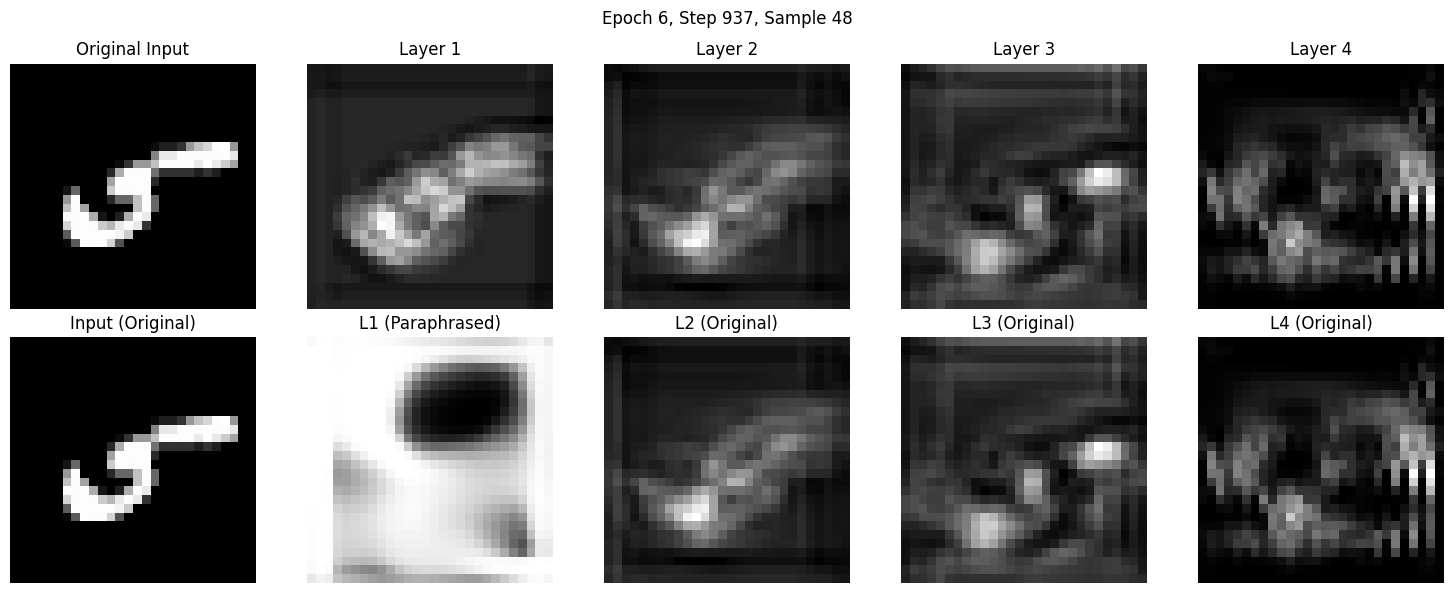 Epoch 6, Step 937, Sample 48
Original Input Layer 1 Layer 2 Layer 3 Layer 4
Input (Original) L1 (Paraphrased) L2 (Original) L3 (Original) L4 (Original)